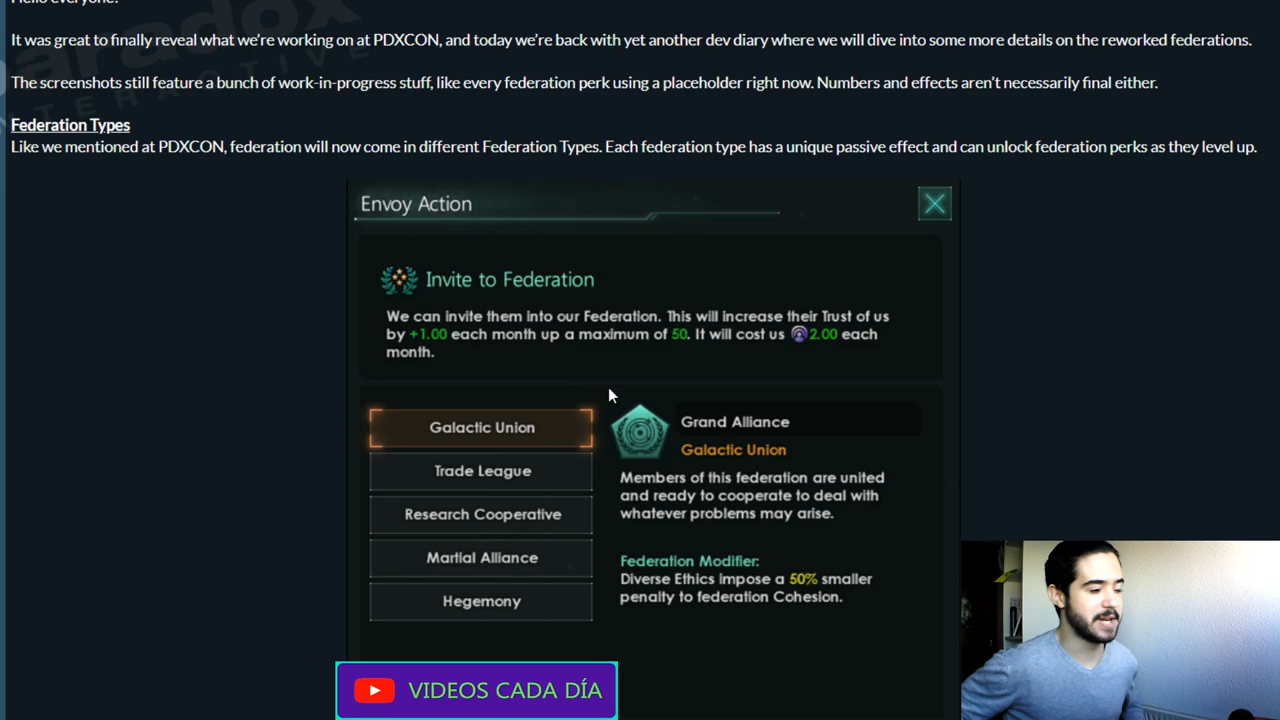 Hello everyone!
It was great to finally reveal what we're working on at PDXCON, and today we're back with yet another dev diary where we will dive into some more details on the reworked federations.
The screenshots still feature a bunch of work-in-progress stuff, like every federation perk using a placeholder right now. Numbers and effects aren't necessarily final either.
Federation Types
Like we mentioned at PDXCON, federation will now come in different Federation Types. Each federation type has a unique passive effect and can unlock federation perks as they level up.
Envoy Action
Invite to Federation
We can invite them into our Federation. This will increase their Trust of us
by +1.00 each month up a maximum of 50. It will cost us 2.00 each
month.
Galactic Union
Trade League
Research Cooperative
Martial Alliance
Hegemony
Grand Alliance
Galactic Union
Members of this federation are united
and ready to cooperate to deal with
whatever problems may arise.
Federation Modifier:
Diverse Ethics impose a 50% smaller
penalty to federation Cohesion.
VIDEOS CADA DÍA